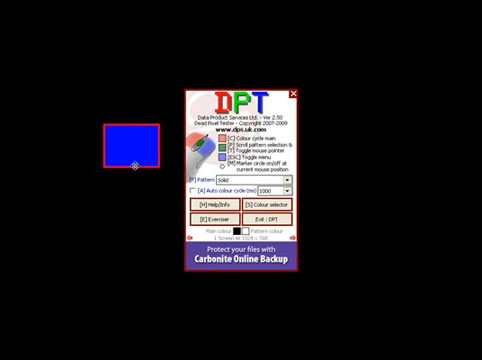 DPT
Data Product Services Ltd. - Ver 2.50
Dead Pixel Tester - Copyright 2007-2009
www.dps.uk.com
[C] Colour cycle main
[P] Scroll pattern selection &
[T] Toggle mouse pointer
[ESC] Toggle menu
[M] Marker circle on/off at
current mouse position
[P] Pattern Solid
[A] Auto colour cycle (ms) 1000
[H] Help/Info
[S] Colour selector
[E] Exerciser
Exit : DPT
Main colour
Pattern colour
1 Screen At 1024 x 768
Protect your files with
Carbonite Online Backup